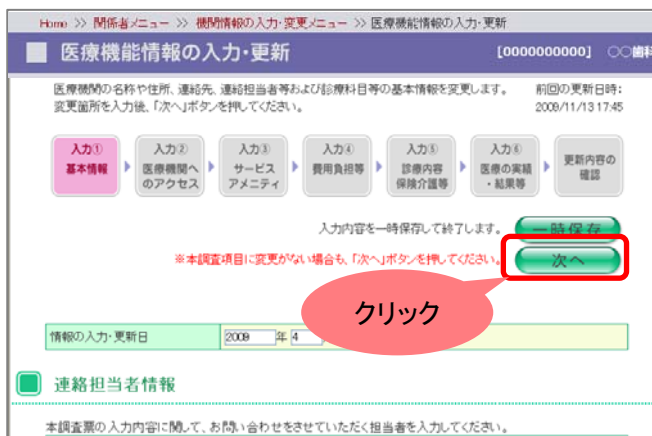 Home >> 関係者メニュー >> 機関情報の入力・変更メニュー >> 医療機能情報の入力・更新
医療機能情報の入力・更新 [0000000000] 〇〇歯科
医療機関の名称や住所、連絡先、連絡担当者等および診療科目等の基本情報を変更します。
変更箇所を入力後、「次へ」ボタンを押してください。
前回の更新日時:
2009/11/13 17:45
入力① 基本情報
入力② 医療機関へのアクセス
入力③ サービスアメニティ
入力④ 費用負担等
入力⑤ 診療内容保険介護等
入力⑥ 医療の実績・結果等
更新内容の確認
入力内容を一時保存して終了します。 一時保存
※本調査項目に変更がない場合も、「次へ」ボタンを押してください。 次へ
クリック
情報の入力・更新日 2009 年 4
連絡担当者情報
本調査票の入力内容に関して、お問い合わせをさせていただく担当者を入力してください。